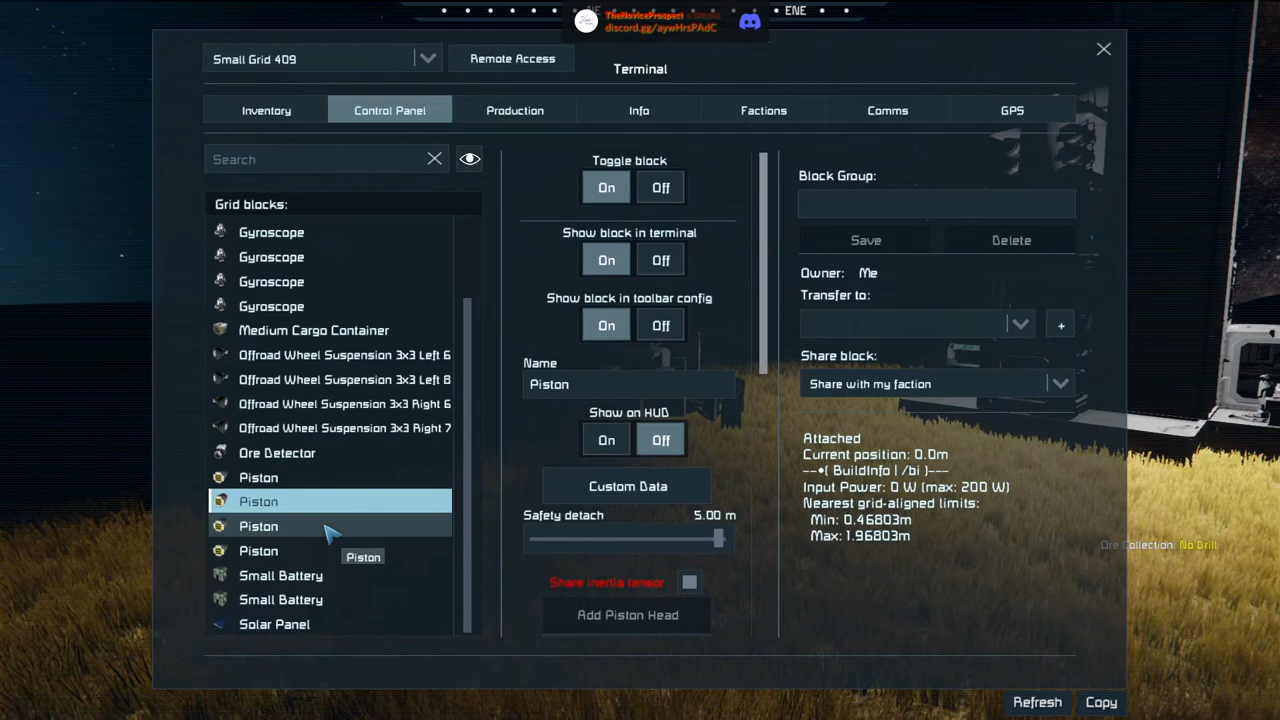 ENE
TheNoviceProspect
discord.gg/aywHrsPAdC
Small Grid 409
Remote Access
Terminal
Inventory
Control Panel
Production
Info
Factions
Comms
GPS
Search
Grid blocks:
Gyroscope
Gyroscope
Gyroscope
Gyroscope
Medium Cargo Container
Offroad Wheel Suspension 3x3 Left 6
Offroad Wheel Suspension 3x3 Left 8
Offroad Wheel Suspension 3x3 Right 6
Offroad Wheel Suspension 3x3 Right 7
Ore Detector
Piston
Piston
Piston
Piston
Piston
Small Battery
Small Battery
Solar Panel
Toggle block
On Off
Show block in terminal
On Off
Show block in toolbar config
On Off
Name
Piston
Show on HUD
On Off
Custom Data
Safety detach 5.00 m
Share inertia tensor
Add Piston Head
Block Group:
Save Delete
Owner: Me
Transfer to:
+
Share block:
Share with my faction
Attached
Current position: 0.0m
--•( BuildInfo | /bi )---
Input Power: 0 W (max: 200 W)
Nearest grid-aligned limits:
Min: 0.46803m
Max: 1.96803m
Ore Collection: No Drill
Refresh
Copy